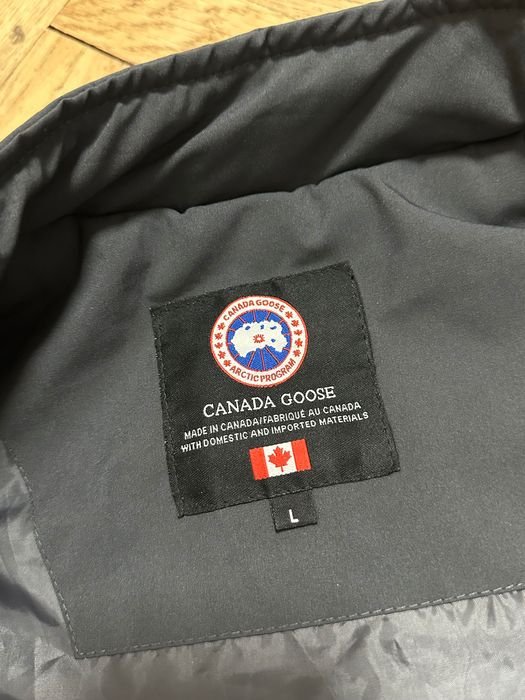 CANADA GOOSE
ARCTIC PROGRAM
CANADA GOOSE
MADE IN CANADA/FABRIQUÉ AU CANADA
WITH DOMESTIC AND IMPORTED MATERIALS
L